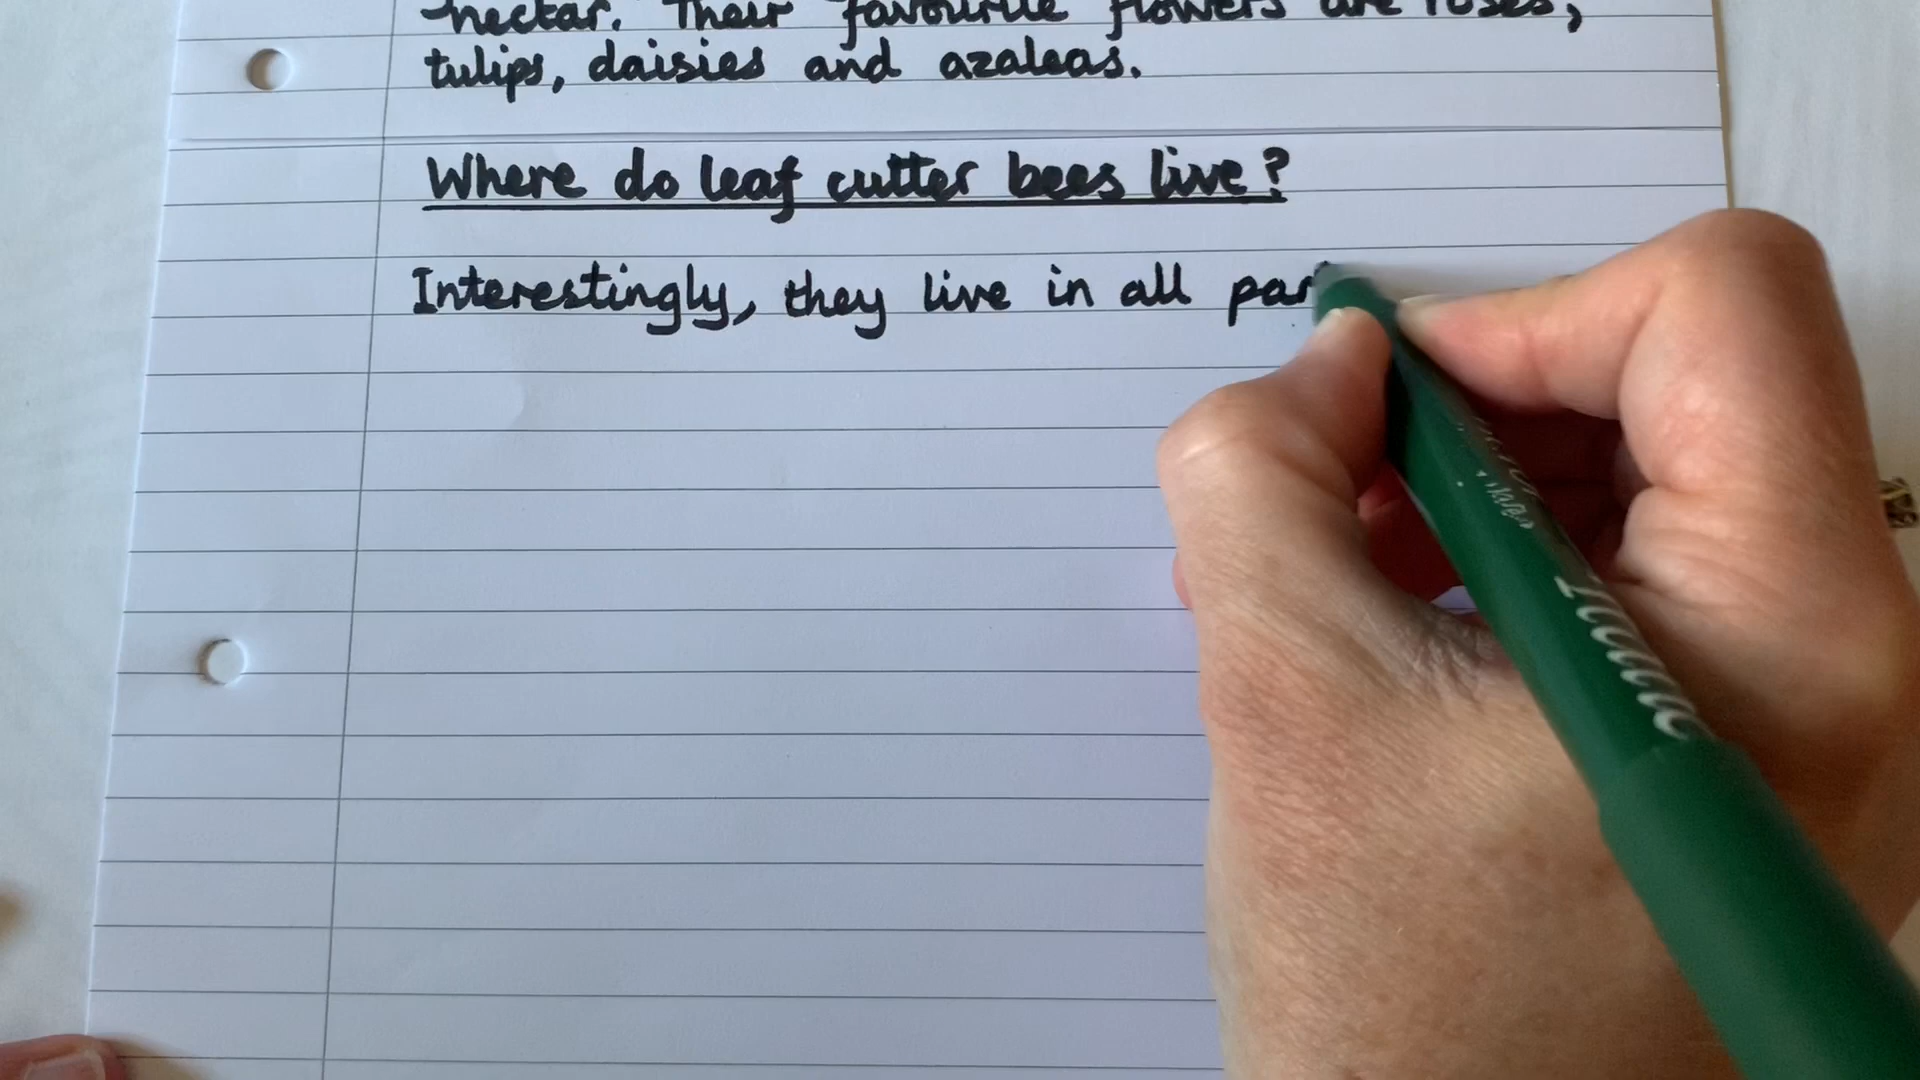 nectar. Their favourite flowers are roses,
tulips, daisies and azaleas.
Where do leaf cutter bees live?
Interestingly, they live in all par